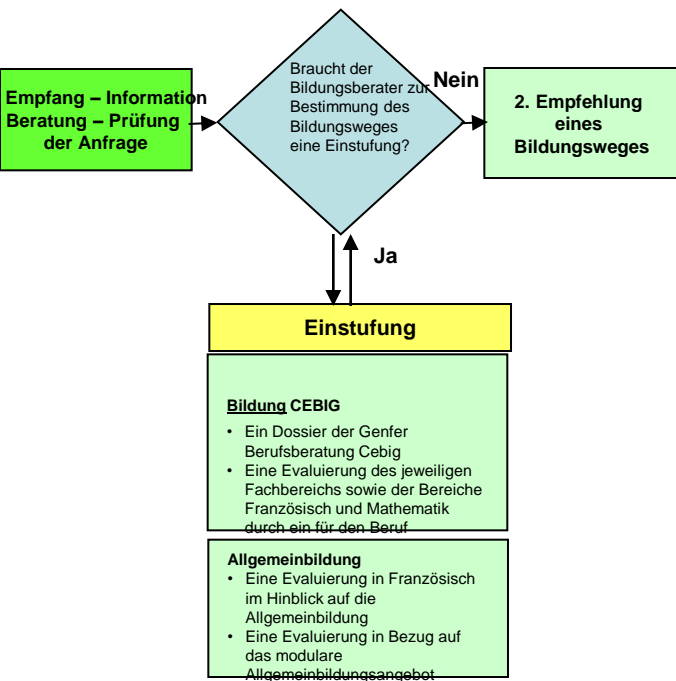 Empfang – Information
Beratung – Prüfung
der Anfrage
Braucht der
Bildungsberater zur
Bestimmung des
Bildungsweges
eine Einstufung?
Nein
2. Empfehlung
eines
Bildungsweges
Ja
Einstufung
Bildung CEBIG
• Ein Dossier der Genfer
Berufsberatung Cebig
• Eine Evaluierung des jeweiligen
Fachbereichs sowie der Bereiche
Französisch und Mathematik
durch ein für den Beruf
Allgemeinbildung
• Eine Evaluierung in Französisch
im Hinblick auf die
Allgemeinbildung
• Eine Evaluierung in Bezug auf
das modulare
Allgemeinbildungsangebot